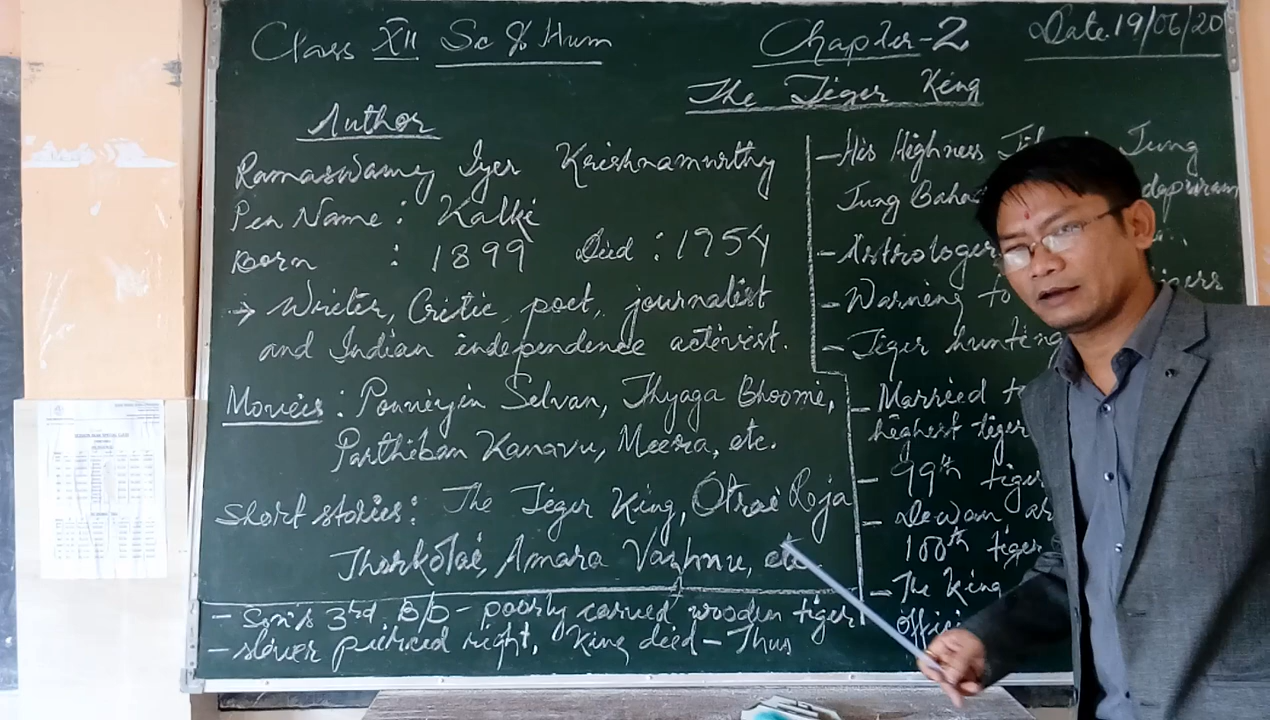 Class XII Sc & Hum
Chapter-2
Date. 19/06/20
The Tiger King
Author
Ramaswamy Iyer Krishnamurthy
Pen Name : Kalki
Born : 1899 Died : 1954
→ Writer, Critic, poet, journalist
and Indian independence activist.
Movies : Ponniyin Selvan, Thyaga Bhoomi,
Parthiban Kanavu, Meera, etc.
Short stories : The Tiger King, Otrai Roja
Thorkolai, Amara Vazhvu, etc.
- Son's 3rd B/D - poorly carved wooden tiger
- sliver pierced right, King died - Thus
- His Highness Jung
Jung
- Astrologer
- Warning to
- Tiger hunting
- Married to
highest tiger
- 99th tiger
- Dewan
100th tiger
- The King